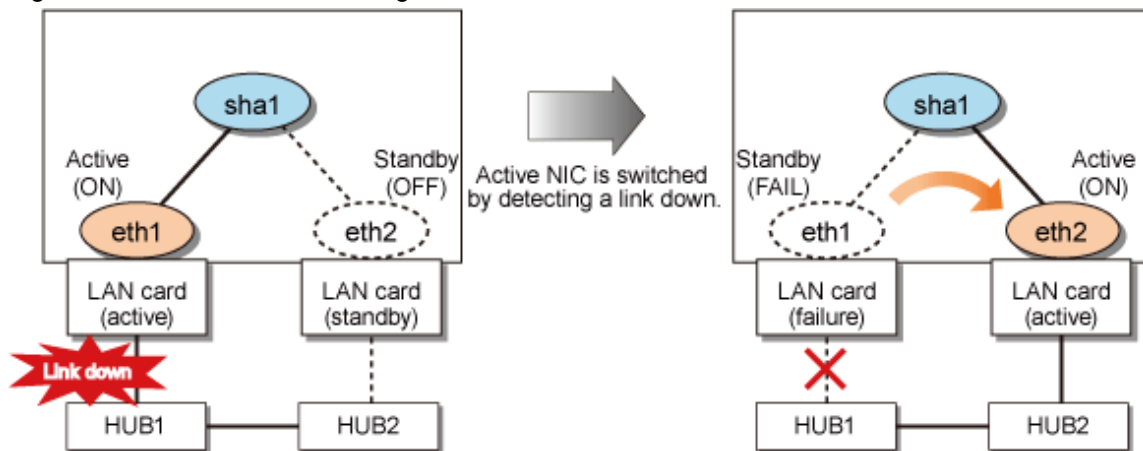 sha1
Active
(ON)
Standby
(OFF)
eth1
eth2
LAN card
(active)
LAN card
(standby)
Link down
HUB1
HUB2
Active NIC is switched
by detecting a link down.
sha1
Standby
(FAIL)
Active
(ON)
eth1
eth2
LAN card
(failure)
LAN card
(active)
HUB1
HUB2